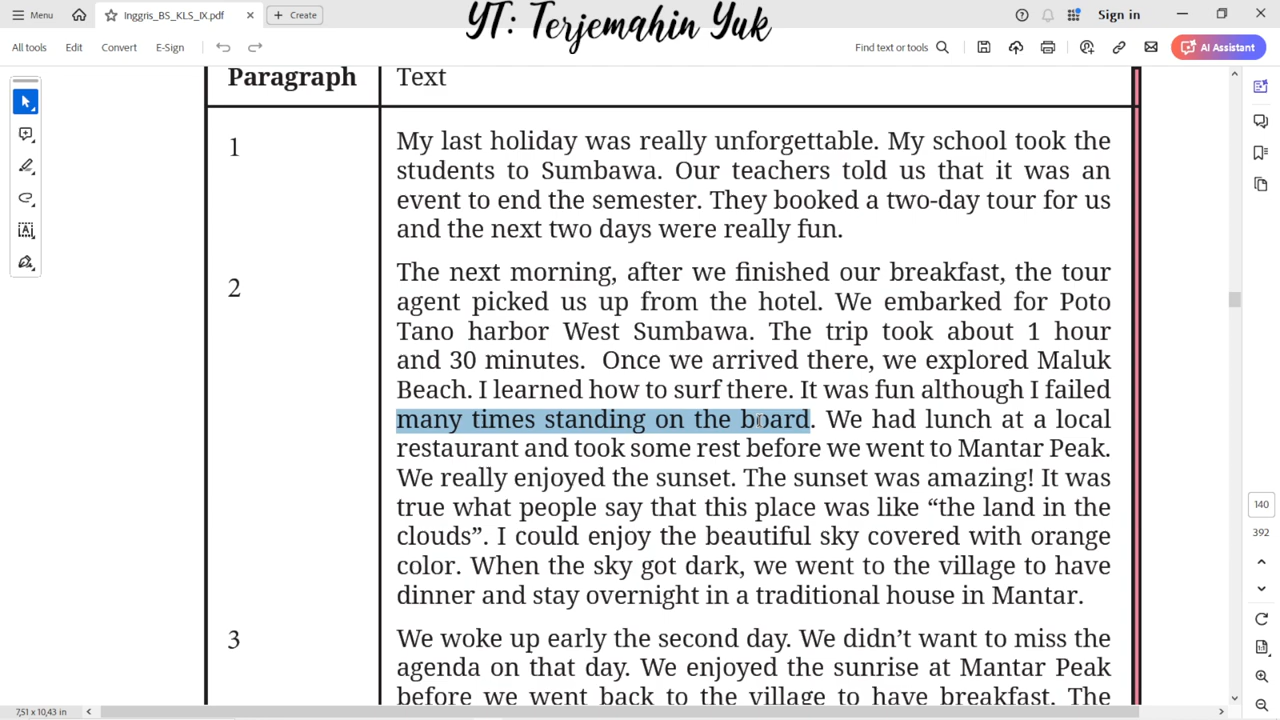 Menu
Inggris_BS_KLS_IX.pdf
Create
YT: Terjemahin Yuk
Sign in
All tools
Edit
Convert
E-Sign
Find text or tools
AI Assistant
Paragraph
Text
1
My last holiday was really unforgettable. My school took the
students to Sumbawa. Our teachers told us that it was an
event to end the semester. They booked a two-day tour for us
and the next two days were really fun.
2
The next morning, after we finished our breakfast, the tour
agent picked us up from the hotel. We embarked for Poto
Tano harbor West Sumbawa. The trip took about 1 hour
and 30 minutes. Once we arrived there, we explored Maluk
Beach. I learned how to surf there. It was fun although I failed
many times standing on the board. We had lunch at a local
restaurant and took some rest before we went to Mantar Peak.
We really enjoyed the sunset. The sunset was amazing! It was
true what people say that this place was like “the land in the
clouds”. I could enjoy the beautiful sky covered with orange
color. When the sky got dark, we went to the village to have
dinner and stay overnight in a traditional house in Mantar.
3
We woke up early the second day. We didn’t want to miss the
agenda on that day. We enjoyed the sunrise at Mantar Peak
before we went back to the village to have breakfast. The
140
392
7,51 x 10,43 in